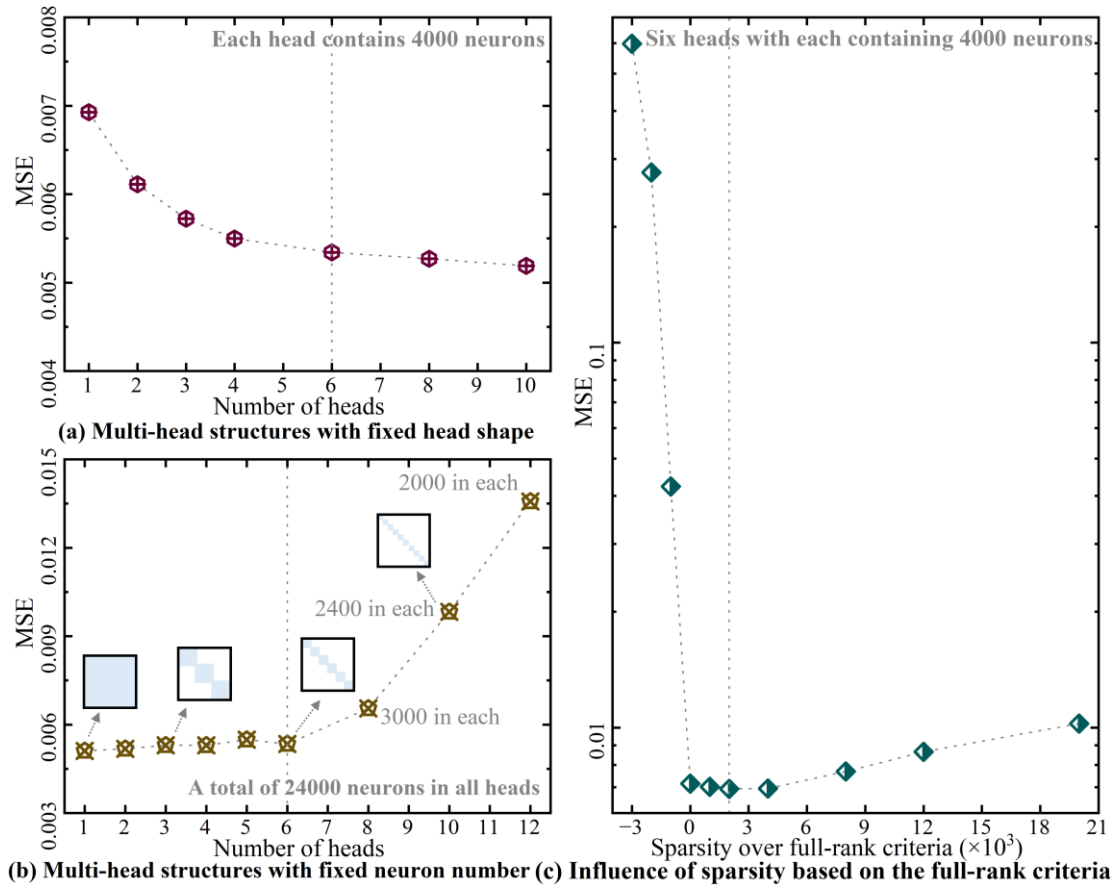 0.008
0.007
0.006
0.005
0.004
MSE
Each head contains 4000 neurons
1 2 3 4 5 6 7 8 9 10
Number of heads
(a) Multi-head structures with fixed head shape
0.015
0.012
0.009
0.006
0.003
MSE
2000 in each
2400 in each
3000 in each
A total of 24000 neurons in all heads
1 2 3 4 5 6 7 8 9 10 11 12
Number of heads
(b) Multi-head structures with fixed neuron number
Six heads with each containing 4000 neurons
0.1
0.01
MSE
−3 0 3 6 9 12 15 18 21
Sparsity over full-rank criteria (×10³)
(c) Influence of sparsity based on the full-rank criteria